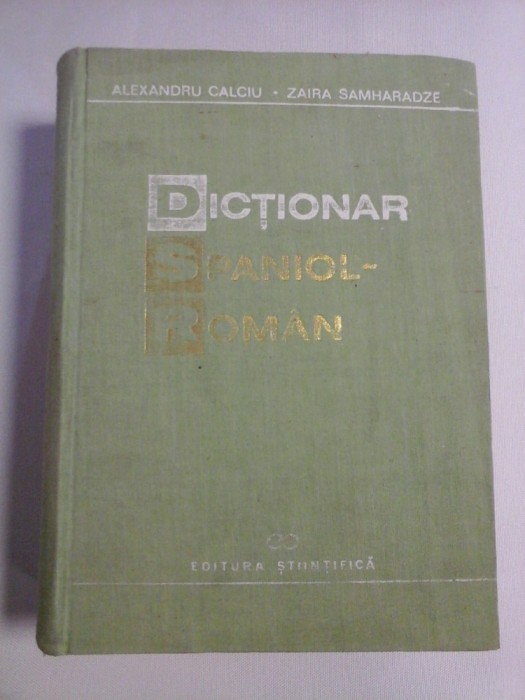 ALEXANDRU CALCIU • ZAIRA SAMHARADZE
DICȚIONAR
SPANIOL-
ROMÂN
EDITURA ȘTIINȚIFICĂ